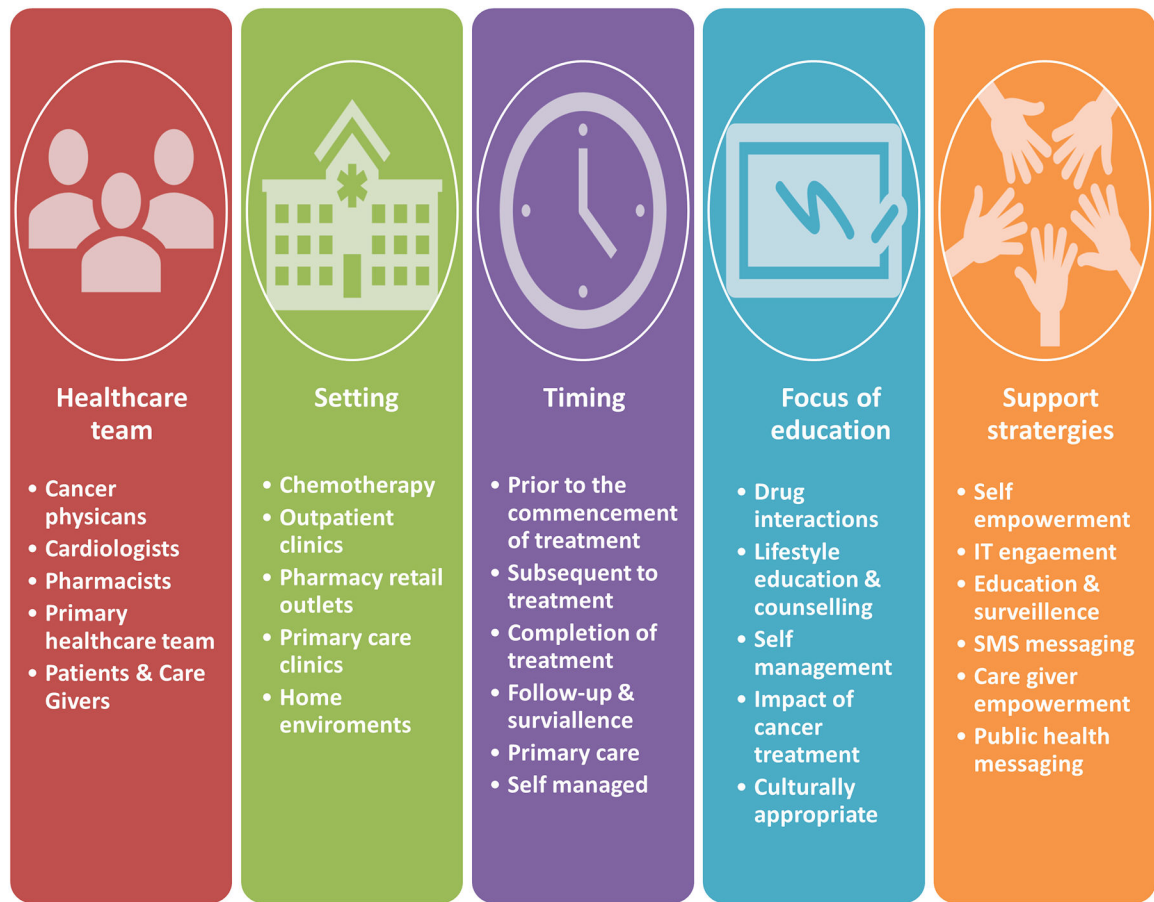 Healthcare
team
• Cancer
physicans
• Cardiologists
• Pharmacists
• Primary
healthcare team
• Patients & Care
Givers
Setting
• Chemotherapy
• Outpatient
clinics
• Pharmacy retail
outlets
• Primary care
clinics
• Home
enviroments
Timing
• Prior to the
commencement
of treatment
• Subsequent to
treatment
• Completion of
treatment
• Follow-up &
surviallence
• Primary care
• Self managed
Focus of
education
• Drug
interactions
• Lifestyle
education &
counselling
• Self
management
• Impact of
cancer
treatment
• Culturally
appropriate
Support
stratergies
• Self
empowerment
• IT engaement
• Education &
surveillence
• SMS messaging
• Care giver
empowerment
• Public health
messaging